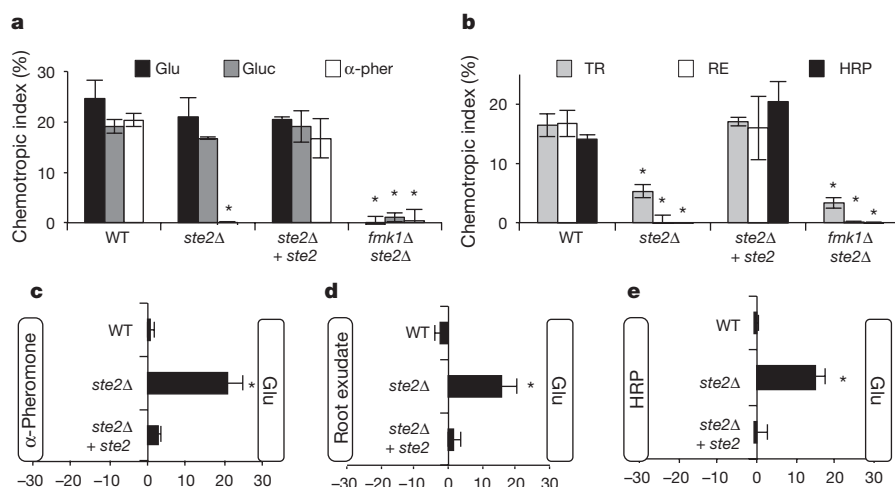 a
Chemotropic index (%)
30
20
10
0
Glu
Gluc
α-pher
*
*
*
*
WT
ste2Δ
ste2Δ
+ ste2
fmk1Δ
ste2Δ
b
Chemotropic index (%)
20
10
0
TR
RE
HRP
*
*
*
*
*
*
WT
ste2Δ
ste2Δ
+ ste2
fmk1Δ
ste2Δ
c
α-Pheromone
WT
ste2Δ
*
ste2Δ
+ ste2
Glu
–30 –20 –10 0 10 20 30
d
Root exudate
WT
ste2Δ
*
ste2Δ
+ ste2
Glu
–30 –20 –10 0 10 20 30
e
HRP
WT
ste2Δ
*
ste2Δ
+ ste2
Glu
–30 –20 –10 0 10 20 30